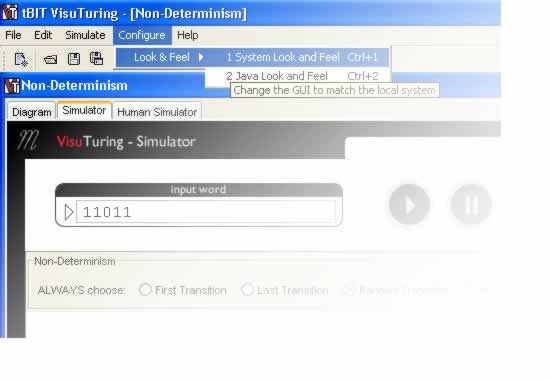 tBIT VisuTuring - [Non-Determinism]
File Edit Simulate Configure Help
Look & Feel 1 System Look and Feel Ctrl+1
2 Java Look and Feel Ctrl+2
Change the GUI to match the local system
Non-Determinism
Diagram Simulator Human Simulator
VisuTuring - Simulator
input word
11011
Non-Determinism
ALWAYS choose: First Transition Last Transition Random Transition